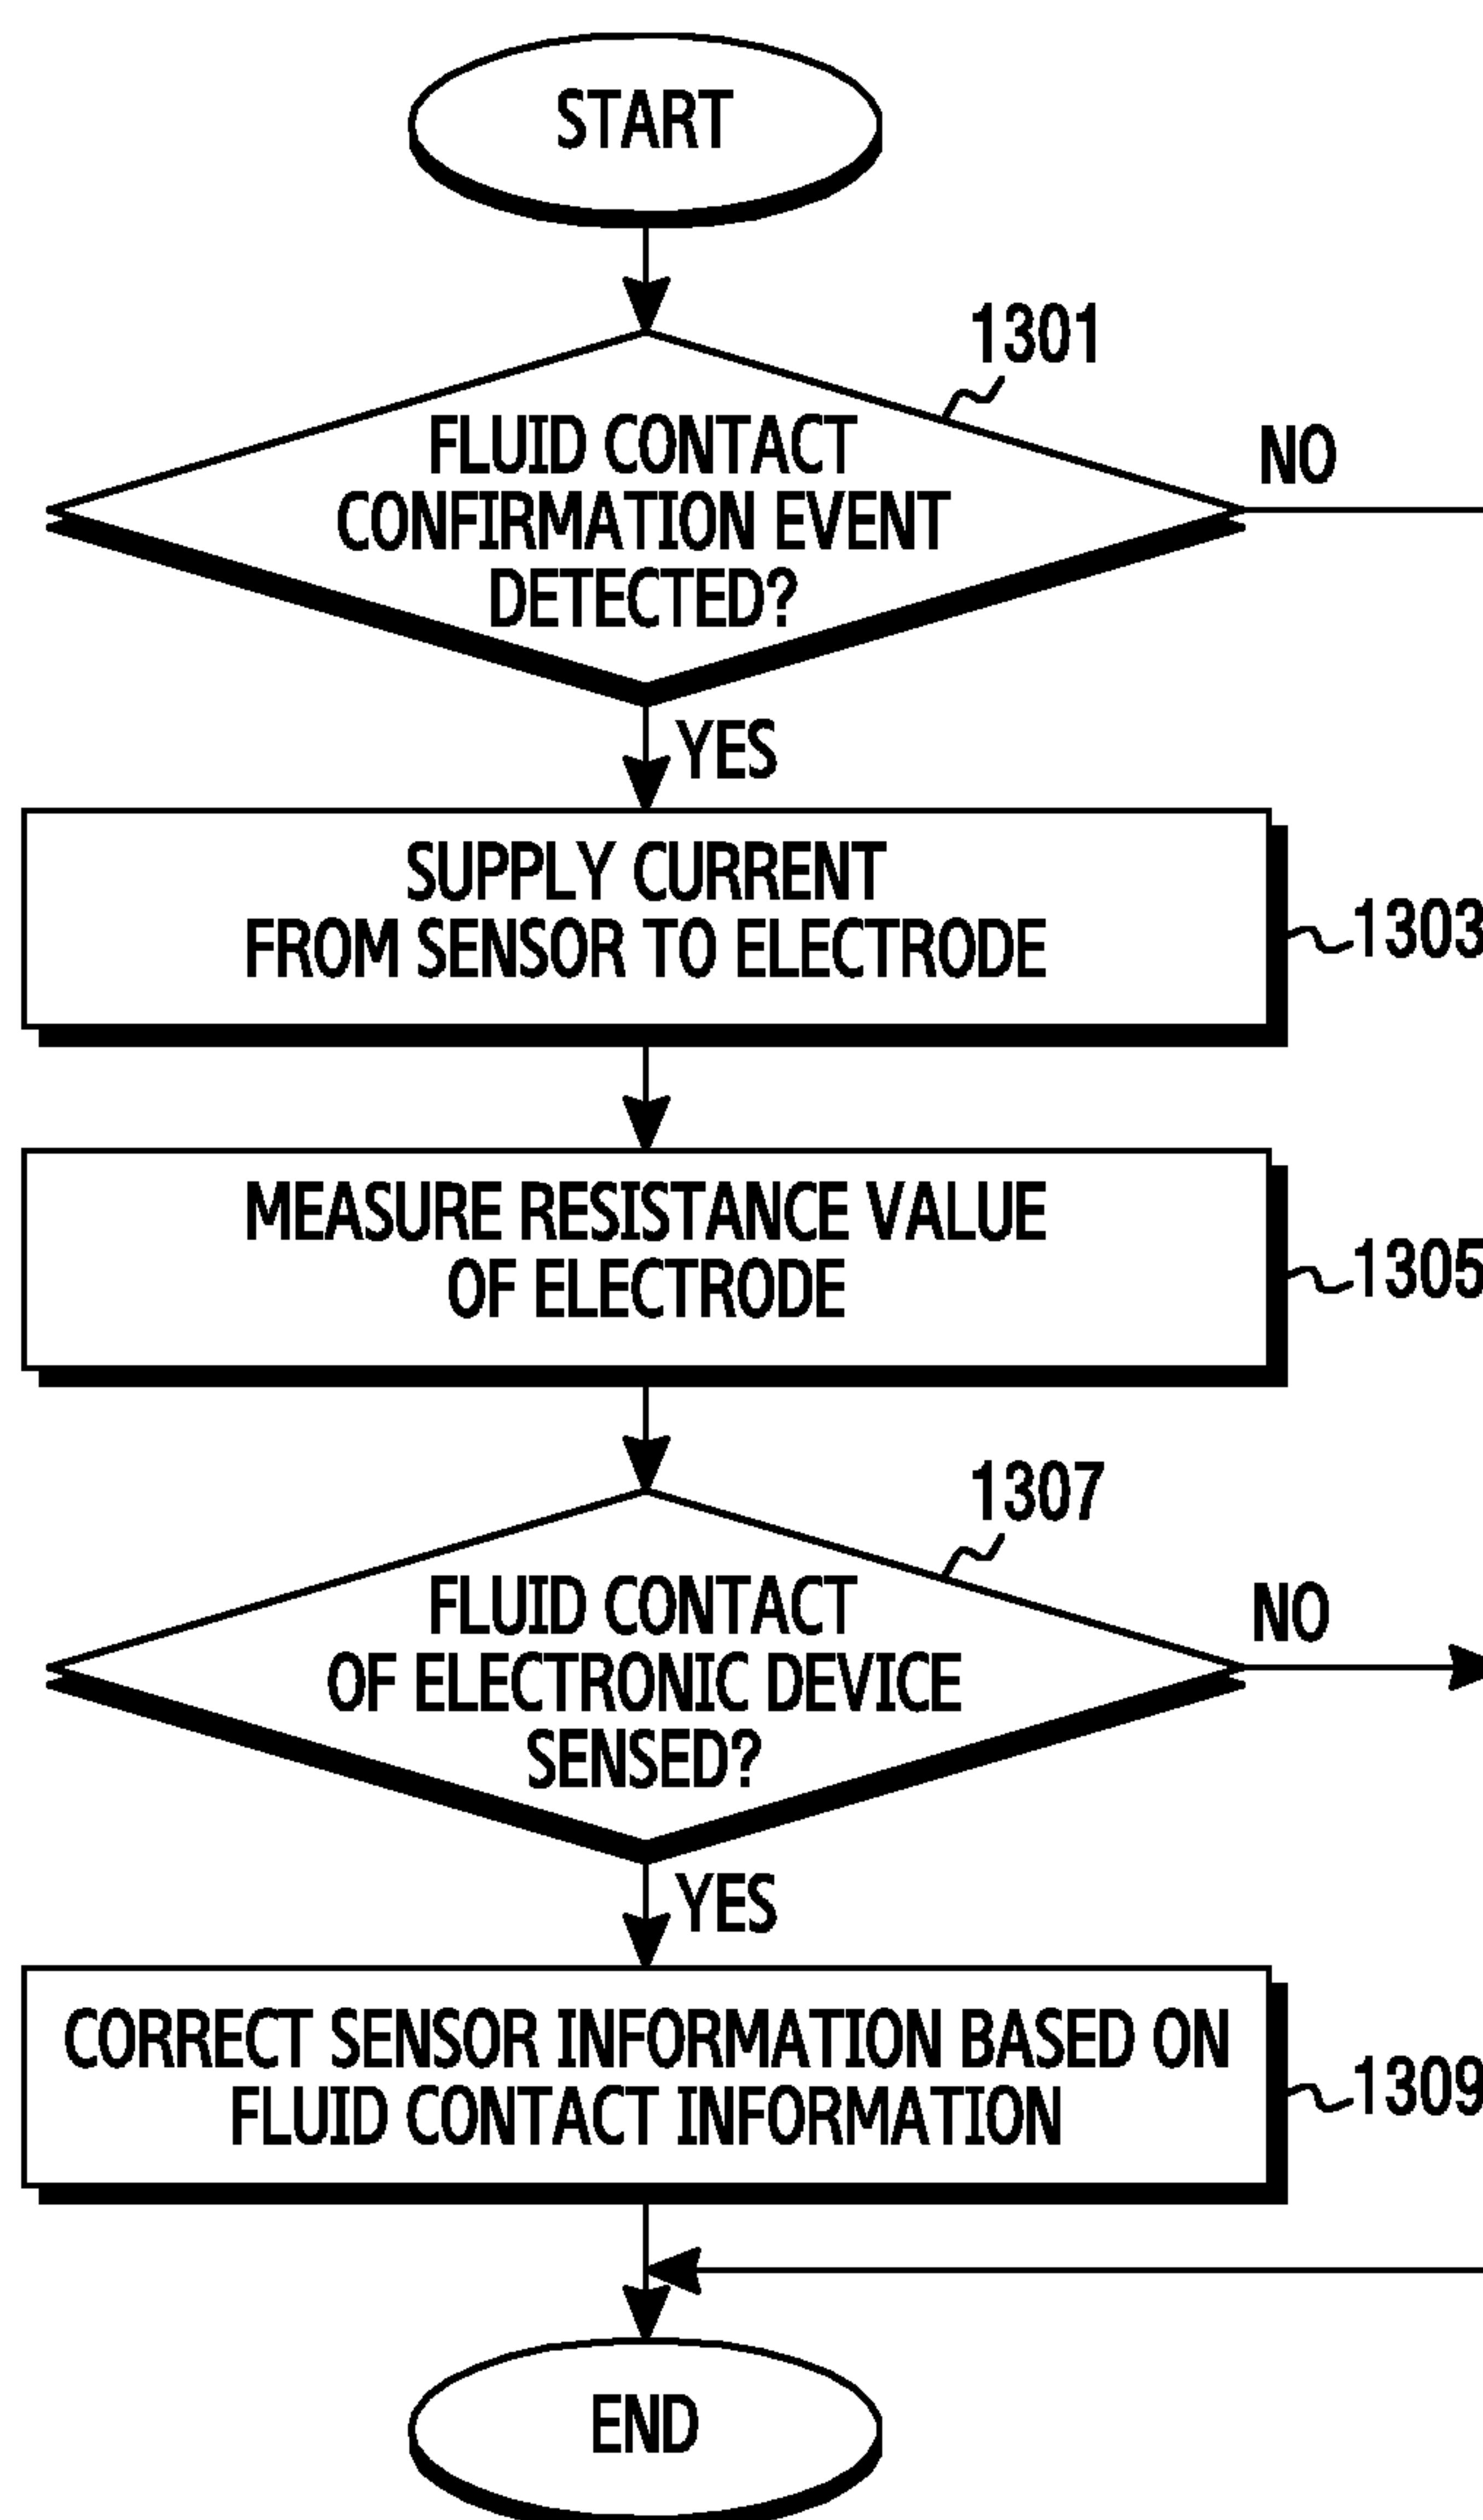 START
1301
FLUID CONTACT
CONFIRMATION EVENT
DETECTED?
NO
YES
SUPPLY CURRENT
FROM SENSOR TO ELECTRODE
1303
MEASURE RESISTANCE VALUE
OF ELECTRODE
1305
1307
FLUID CONTACT
OF ELECTRONIC DEVICE
SENSED?
NO
YES
CORRECT SENSOR INFORMATION BASED ON
FLUID CONTACT INFORMATION
1309
END